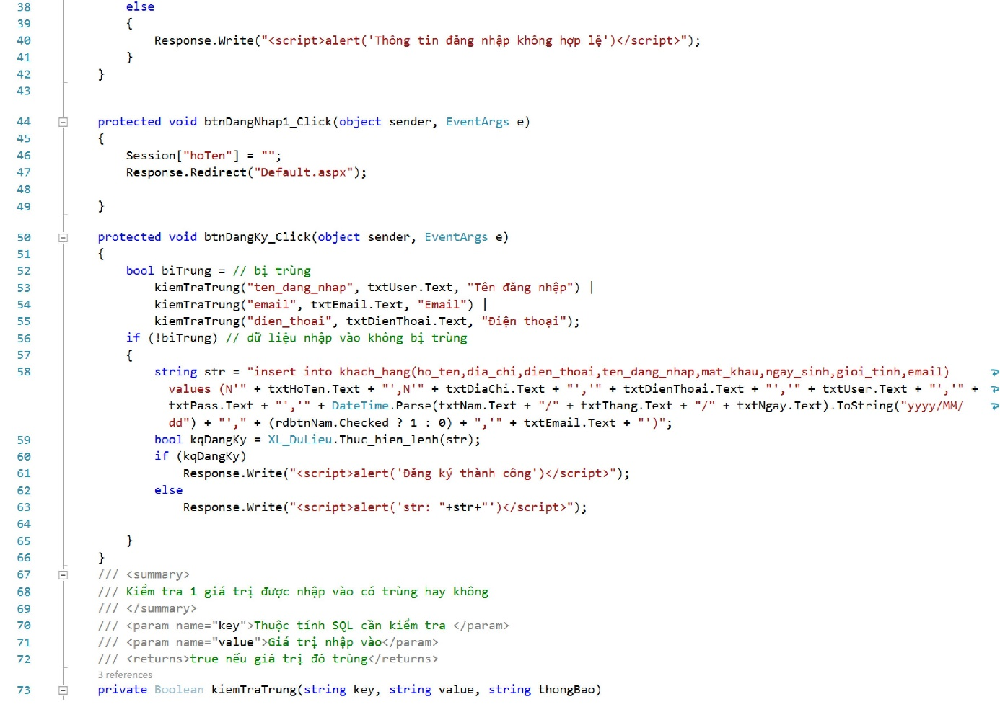 38 else
39 {
40 Response.Write("<script>alert('Thông tin đăng nhập không hợp lệ')</script>");
41 }
42 }
43
44 protected void btnDangNhap1_Click(object sender, EventArgs e)
45 {
46 Session["hoTen"] = "";
47 Response.Redirect("Default.aspx");
48
49 }
50 protected void btnDangKy_Click(object sender, EventArgs e)
51 {
52 bool biTrung = // bị trùng
53 kiemTraTrung("ten_dang_nhap", txtUser.Text, "Tên đăng nhập") |
54 kiemTraTrung("email", txtEmail.Text, "Email") |
55 kiemTraTrung("dien_thoai", txtDienThoai.Text, "Điện thoại");
56 if (!biTrung) // dữ liệu nhập vào không bị trùng
57 {
58 string str = "insert into khach_hang(ho_ten,dia_chi,dien_thoai,ten_dang_nhap,mat_khau,ngay_sinh,gioi_tinh,email)
values (N'" + txtHoTen.Text + "',N'" + txtDiaChi.Text + "','" + txtDienThoai.Text + "','" + txtUser.Text + "','" +
txtPass.Text + "','" + DateTime.Parse(txtNam.Text + "/" + txtThang.Text + "/" + txtNgay.Text).ToString("yyyy/MM/
dd") + "'," + (rdbtnNam.Checked ? 1 : 0) + ",'" + txtEmail.Text + "')";
59 bool kqDangKy = XL_DuLieu.Thuc_hien_lenh(str);
60 if (kqDangKy)
61 Response.Write("<script>alert('Đăng ký thành công')</script>");
62 else
63 Response.Write("<script>alert('str: "+str+"')</script>");
64
65 }
66 }
67 /// <summary>
68 /// Kiểm tra 1 giá trị được nhập vào có trùng hay không
69 /// </summary>
70 /// <param name="key">Thuộc tính SQL cần kiểm tra </param>
71 /// <param name="value">Giá trị nhập vào</param>
72 /// <returns>true nếu giá trị đó trùng</returns>
3 references
73 private Boolean kiemTraTrung(string key, string value, string thongBao)